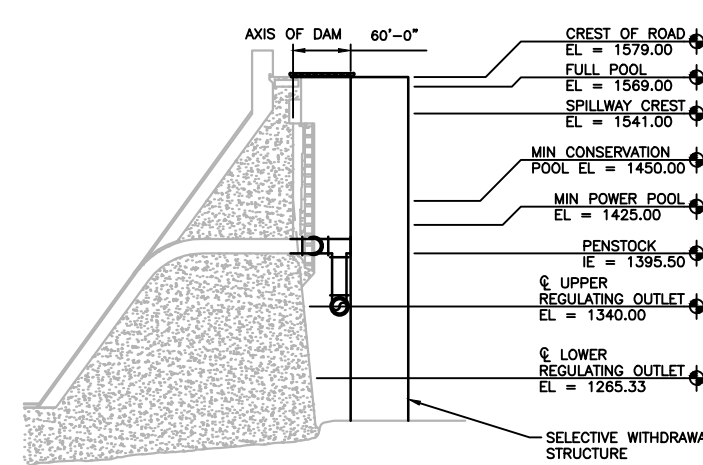 AXIS OF DAM 60'-0"
CREST OF ROAD
EL = 1579.00
FULL POOL
EL = 1569.00
SPILLWAY CREST
EL = 1541.00
MIN CONSERVATION
POOL EL = 1450.00
MIN POWER POOL
EL = 1425.00
PENSTOCK
IE = 1395.50
℄ UPPER
REGULATING OUTLET
EL = 1340.00
℄ LOWER
REGULATING OUTLET
EL = 1265.33
SELECTIVE WITHDRAWA
STRUCTURE